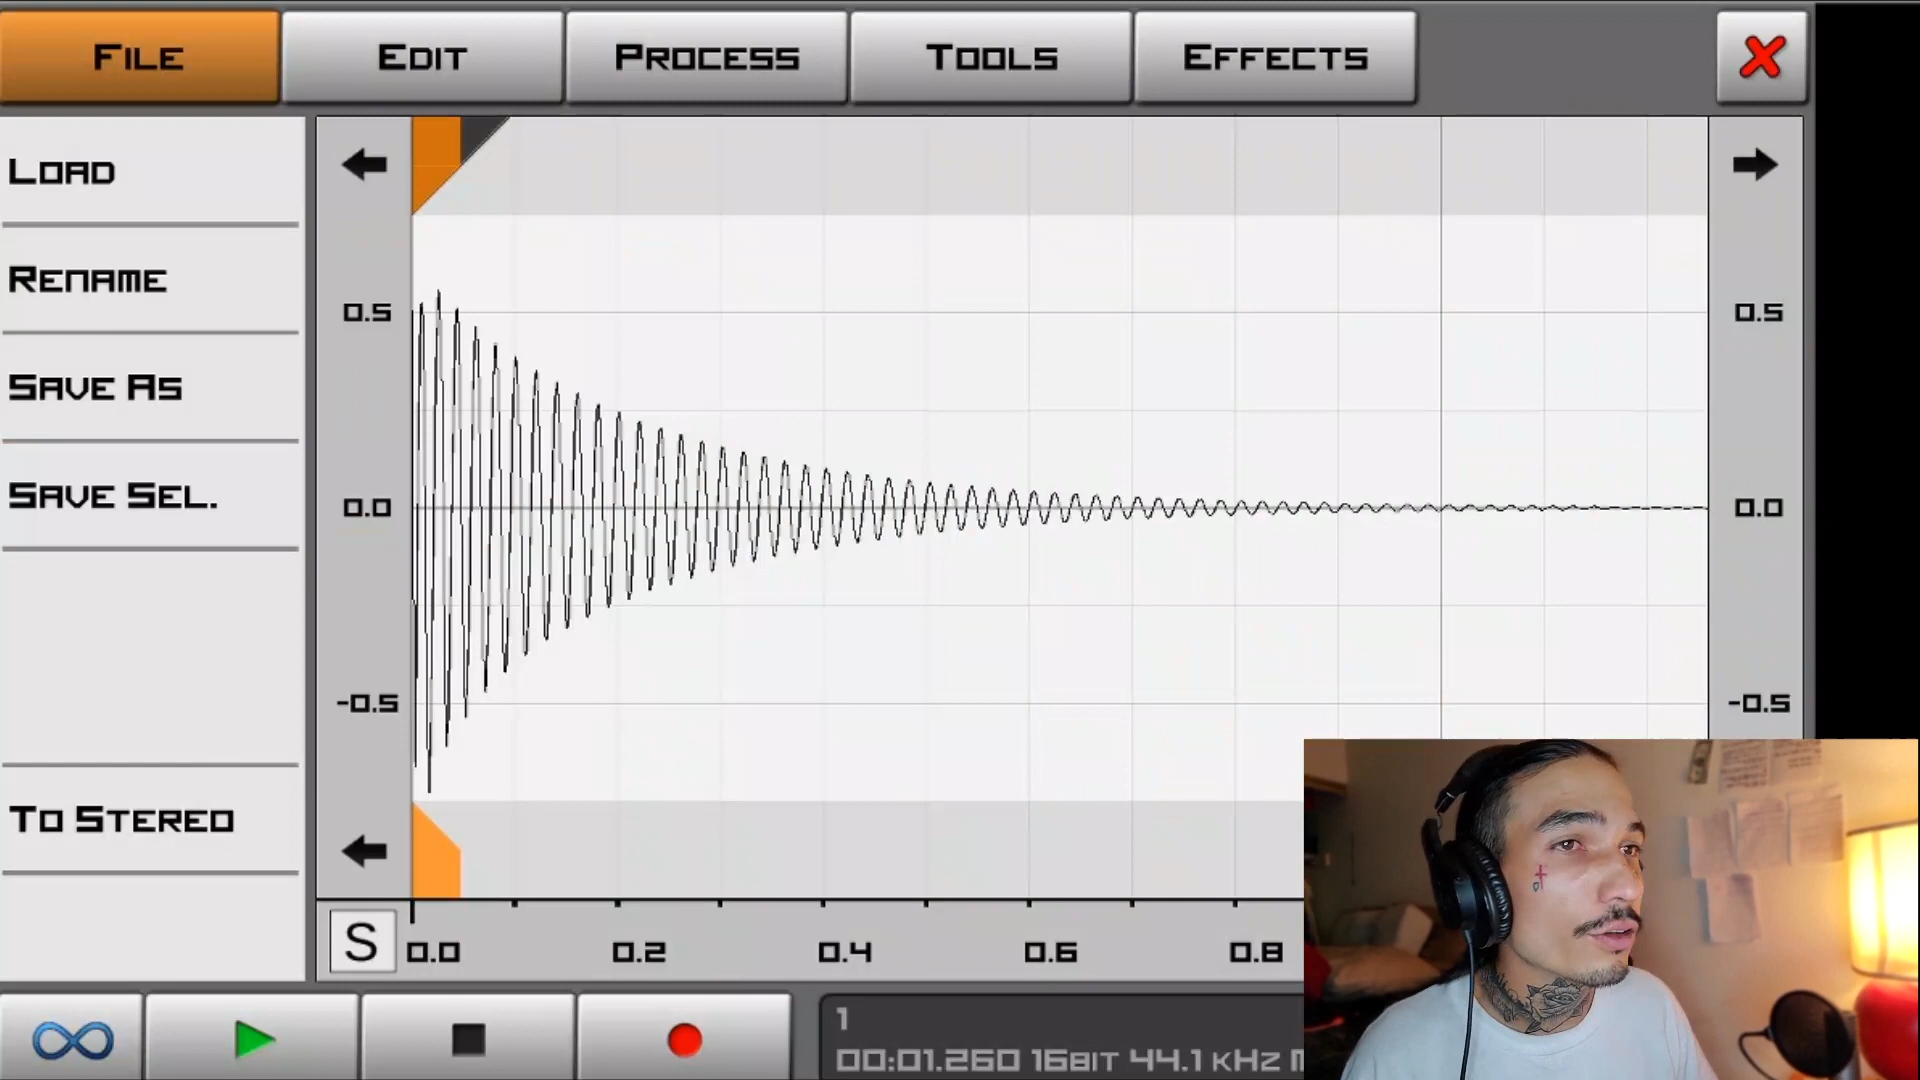 FILE
EDIT
PROCESS
TOOLS
EFFECTS
LOAD
RENAME
SAVE AS
SAVE SEL.
TO STEREO
0.5
0.0
-0.5
0.5
0.0
-0.5
S
0.0
0.2
0.4
0.6
0.8
1
00:01.260 16BIT 44.1 KHZ